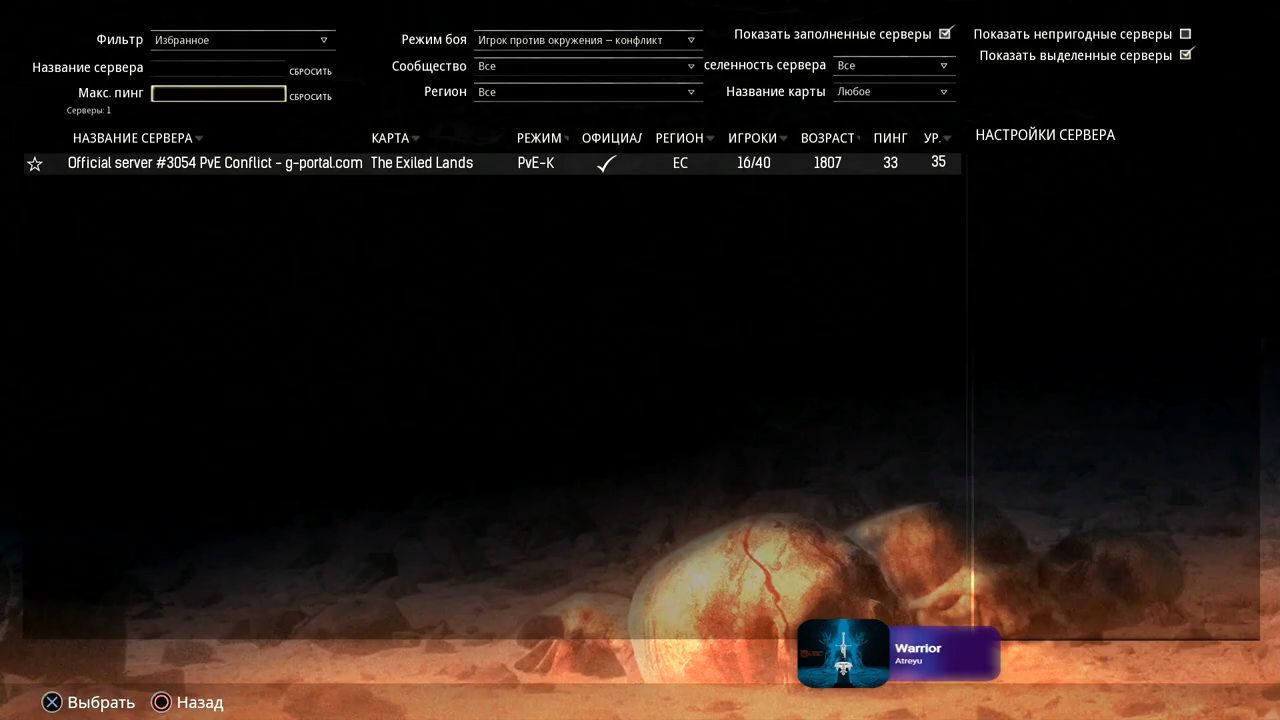 Фильтр Избранное Режим боя Игрок против окружения – конфликт Показать заполненные серверы Показать непригодные серверы
Название сервера СБРОСИТЬ Сообщество Все селенность сервера Все Показать выделенные серверы
Макс. пинг СБРОСИТЬ Регион Все Название карты Любое
Серверы: 1
НАЗВАНИЕ СЕРВЕРА КАРТА РЕЖИМ ОФИЦИАЛ РЕГИОН ИГРОКИ ВОЗРАСТ ПИНГ УР. НАСТРОЙКИ СЕРВЕРА
Official server #3054 PvE Conflict - g-portal.com The Exiled Lands PvE-K ЕС 16/40 1807 33 35
Warrior
Atreyu
Выбрать Назад